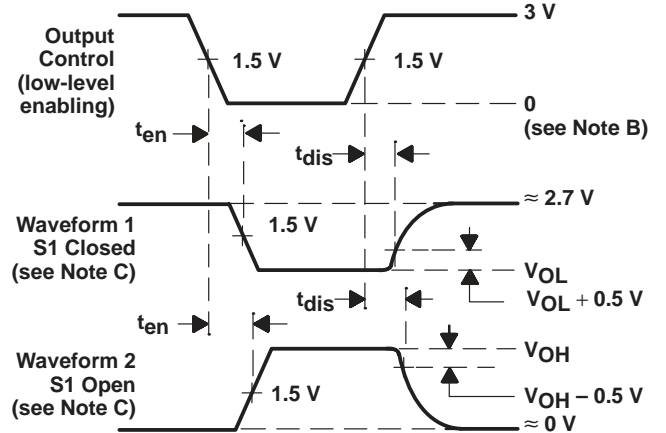 3 V
Output
Control
(low-level
enabling)
1.5 V
1.5 V
0
(see Note B)
ten
tdis
≈ 2.7 V
Waveform 1
S1 Closed
(see Note C)
1.5 V
VOL
VOL + 0.5 V
ten
tdis
Waveform 2
S1 Open
(see Note C)
1.5 V
VOH
VOH – 0.5 V
≈ 0 V